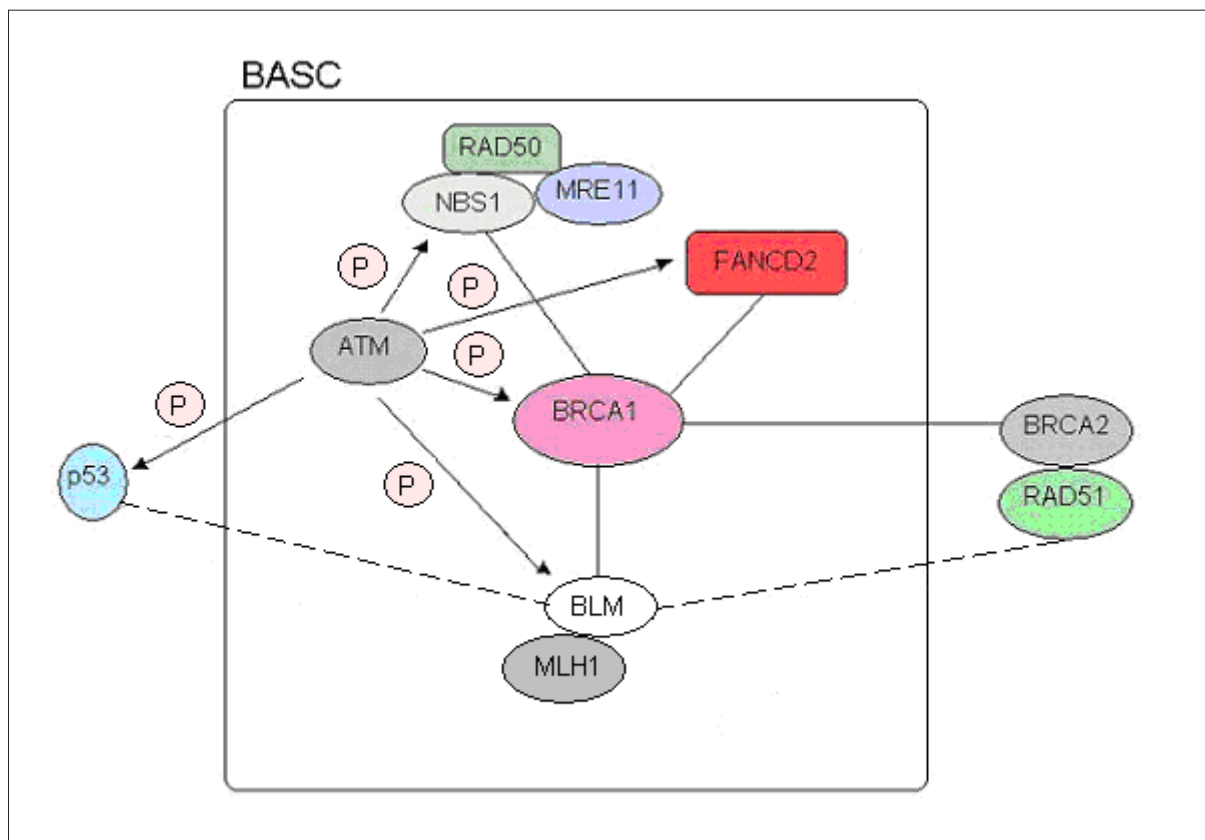 BASC
RAD50
MRE11
NBS1
P
FANCD2
P
ATM
P
P
BRCA1
BRCA2
p53
P
RAD51
BLM
MLH1